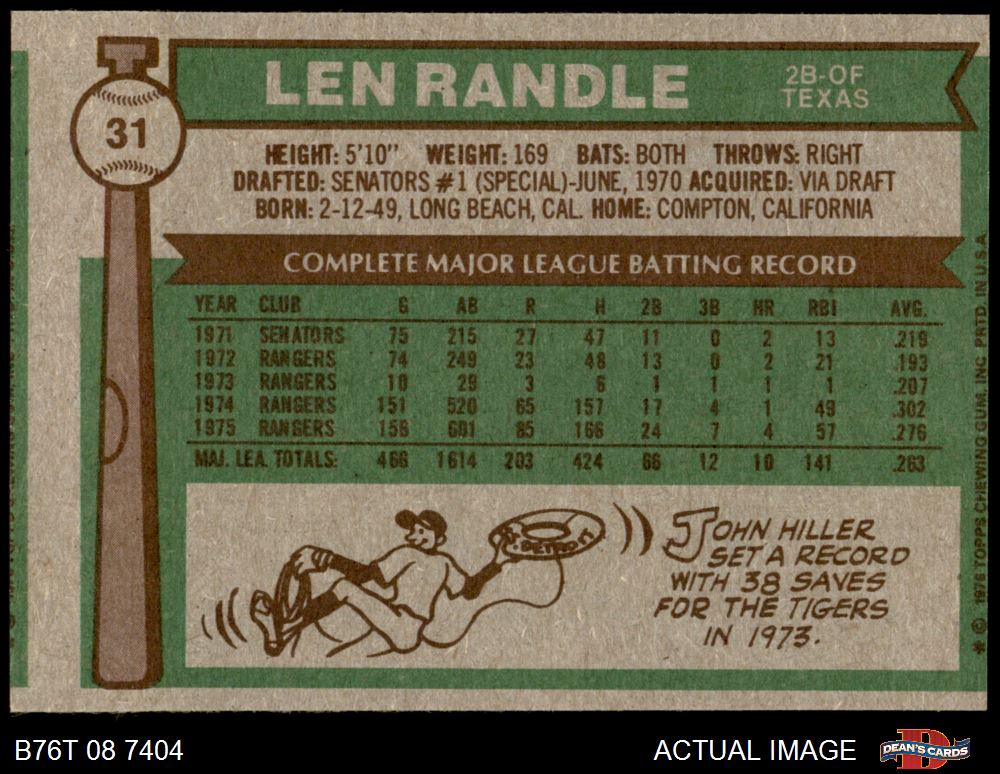 31
LEN RANDLE
2B-OF
TEXAS
HEIGHT: 5'10" WEIGHT: 169 BATS: BOTH THROWS: RIGHT
DRAFTED: SENATORS #1 (SPECIAL)-JUNE, 1970 ACQUIRED: VIA DRAFT
BORN: 2-12-49, LONG BEACH, CAL. HOME: COMPTON, CALIFORNIA
COMPLETE MAJOR LEAGUE BATTING RECORD
YEAR CLUB G AB R H 2B 3B HR RBI AVG.
1971 SENATORS 75 215 27 47 11 0 2 13 .219
1972 RANGERS 74 249 23 48 13 0 2 21 .193
1973 RANGERS 10 29 3 6 1 1 1 1 .207
1974 RANGERS 151 520 65 157 17 4 1 49 .302
1975 RANGERS 156 601 85 166 24 7 4 57 .276
MAJ. LEA. TOTALS: 466 1614 203 424 66 12 10 141 .263
DETROIT
JOHN HILLER
SET A RECORD
WITH 38 SAVES
FOR THE TIGERS
IN 1973.
* © 1976 TOPPS CHEWING GUM, INC. PRTD. IN U.S.A.
B76T 08 7404
ACTUAL IMAGE
DEAN'S CARDS